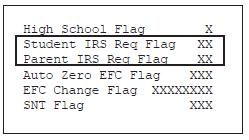 High School Flag X
Student IRS Req Flag XX
Parent IRS Req Flag XX
Auto Zero EFC Flag XXX
EFC Change Flag XXXXXXXX
SNT Flag XXX